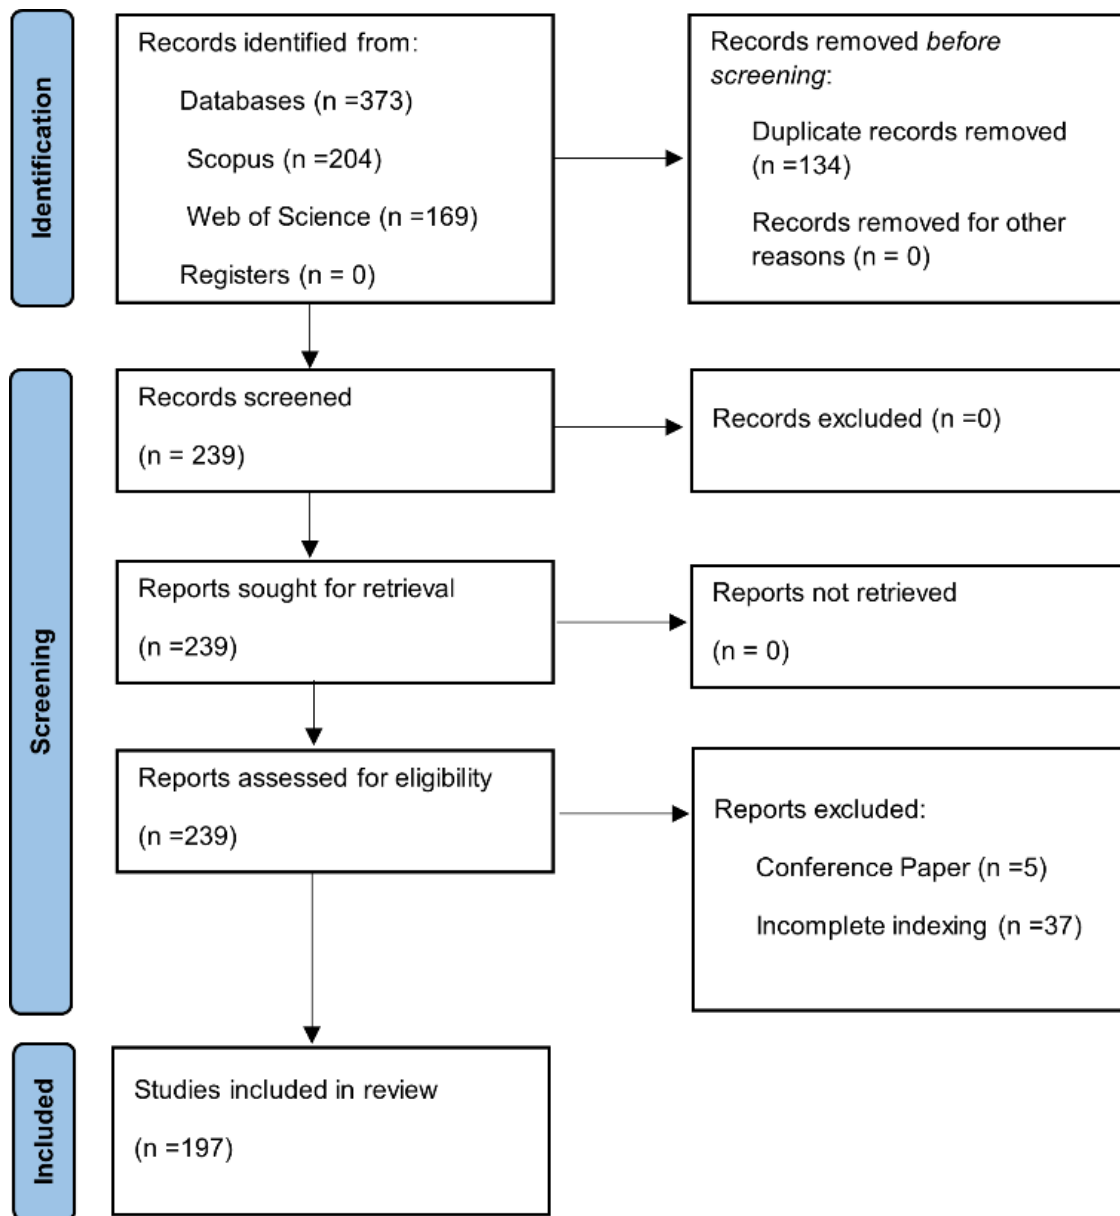 Identification
Records identified from:
Databases (n =373)
Scopus (n =204)
Web of Science (n =169)
Registers (n = 0)
Records removed before
screening:
Duplicate records removed
(n =134)
Records removed for other
reasons (n = 0)
Screening
Records screened
(n = 239)
Records excluded (n =0)
Reports sought for retrieval
(n =239)
Reports not retrieved
(n = 0)
Reports assessed for eligibility
(n =239)
Reports excluded:
Conference Paper (n =5)
Incomplete indexing (n =37)
Included
Studies included in review
(n =197)